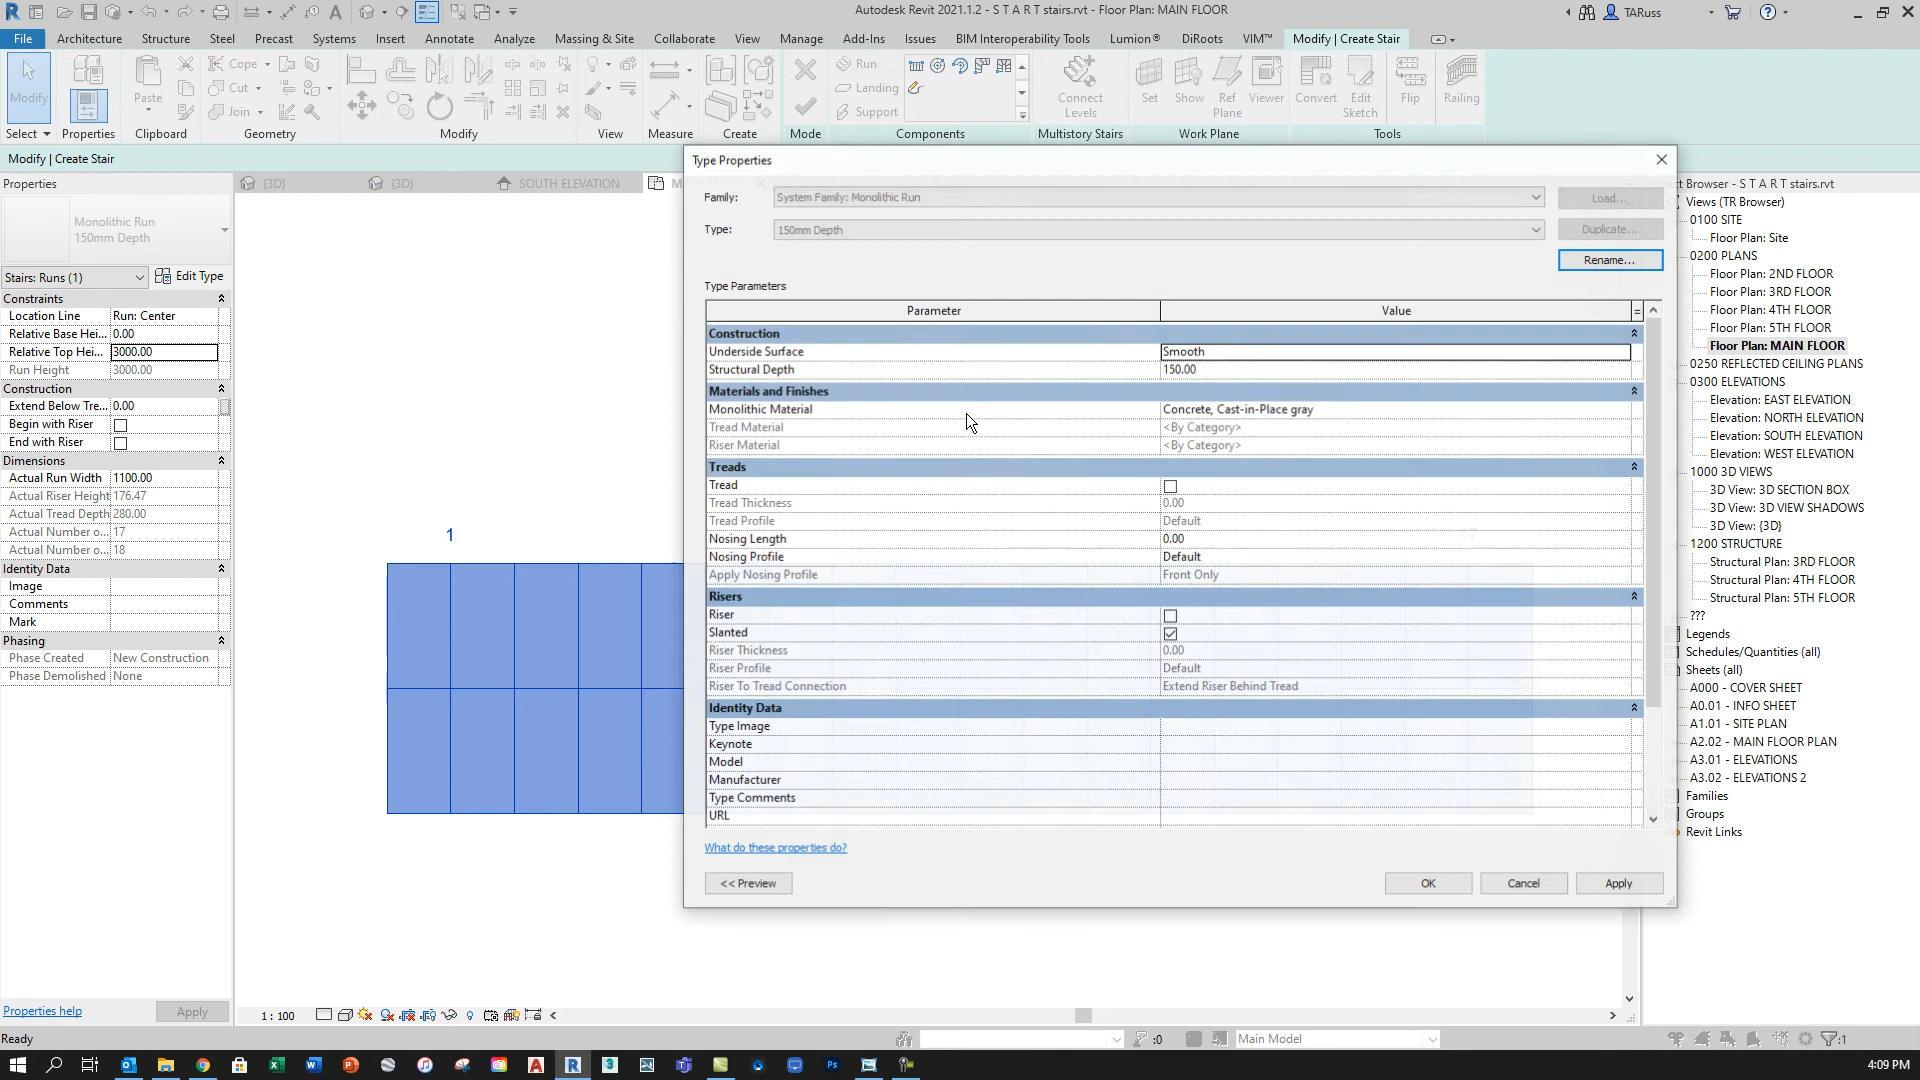 Autodesk Revit 2021.1.2 - S T A R T stairs.rvt - Floor Plan: MAIN FLOOR
TARuss
File Architecture Structure Steel Precast Systems Insert Annotate Analyze Massing & Site Collaborate View Manage Add-Ins Issues BIM Interoperability Tools Lumion® DiRoots VIM™ Modify | Create Stair
Modify
Paste
Cope
Cut
Join
Run
Landing
Support
Connect
Levels
Set
Show
Ref
Plane
Viewer
Convert
Edit
Sketch
Flip
Railing
Select Properties Clipboard Geometry Modify View Measure Create Mode Components Multistory Stairs Work Plane Tools
Modify | Create Stair
Properties
Monolithic Run
150mm Depth
Stairs: Runs (1) Edit Type
Constraints
Location Line Run: Center
Relative Base Hei... 0.00
Relative Top Hei... 3000.00
Run Height 3000.00
Construction
Extend Below Tre... 0.00
Begin with Riser
End with Riser
Dimensions
Actual Run Width 1100.00
Actual Riser Height 176.47
Actual Tread Depth 280.00
Actual Number o... 17
Actual Number o... 18
Identity Data
Image
Comments
Mark
Phasing
Phase Created New Construction
Phase Demolished None
Properties help Apply
{3D} {3D} SOUTH ELEVATION
1
Type Properties
Family: System Family: Monolithic Run Load...
Type: 150mm Depth Duplicate...
Rename...
Type Parameters
Parameter Value =
Construction
Underside Surface Smooth
Structural Depth 150.00
Materials and Finishes
Monolithic Material Concrete, Cast-in-Place gray
Tread Material <By Category>
Riser Material <By Category>
Treads
Tread
Tread Thickness 0.00
Tread Profile Default
Nosing Length 0.00
Nosing Profile Default
Apply Nosing Profile Front Only
Risers
Riser
Slanted
Riser Thickness 0.00
Riser Profile Default
Riser To Tread Connection Extend Riser Behind Tread
Identity Data
Type Image
Keynote
Model
Manufacturer
Type Comments
URL
What do these properties do?
<< Preview OK Cancel Apply
Browser - S T A R T stairs.rvt
Views (TR Browser)
0100 SITE
Floor Plan: Site
0200 PLANS
Floor Plan: 2ND FLOOR
Floor Plan: 3RD FLOOR
Floor Plan: 4TH FLOOR
Floor Plan: 5TH FLOOR
Floor Plan: MAIN FLOOR
0250 REFLECTED CEILING PLANS
0300 ELEVATIONS
Elevation: EAST ELEVATION
Elevation: NORTH ELEVATION
Elevation: SOUTH ELEVATION
Elevation: WEST ELEVATION
1000 3D VIEWS
3D View: 3D SECTION BOX
3D View: 3D VIEW SHADOWS
3D View: {3D}
1200 STRUCTURE
Structural Plan: 3RD FLOOR
Structural Plan: 4TH FLOOR
Structural Plan: 5TH FLOOR
???
Legends
Schedules/Quantities (all)
Sheets (all)
A000 - COVER SHEET
A0.01 - INFO SHEET
A1.01 - SITE PLAN
A2.02 - MAIN FLOOR PLAN
A3.01 - ELEVATIONS
A3.02 - ELEVATIONS 2
Families
Groups
Revit Links
1 : 100
Ready :0 Main Model :1
4:09 PM